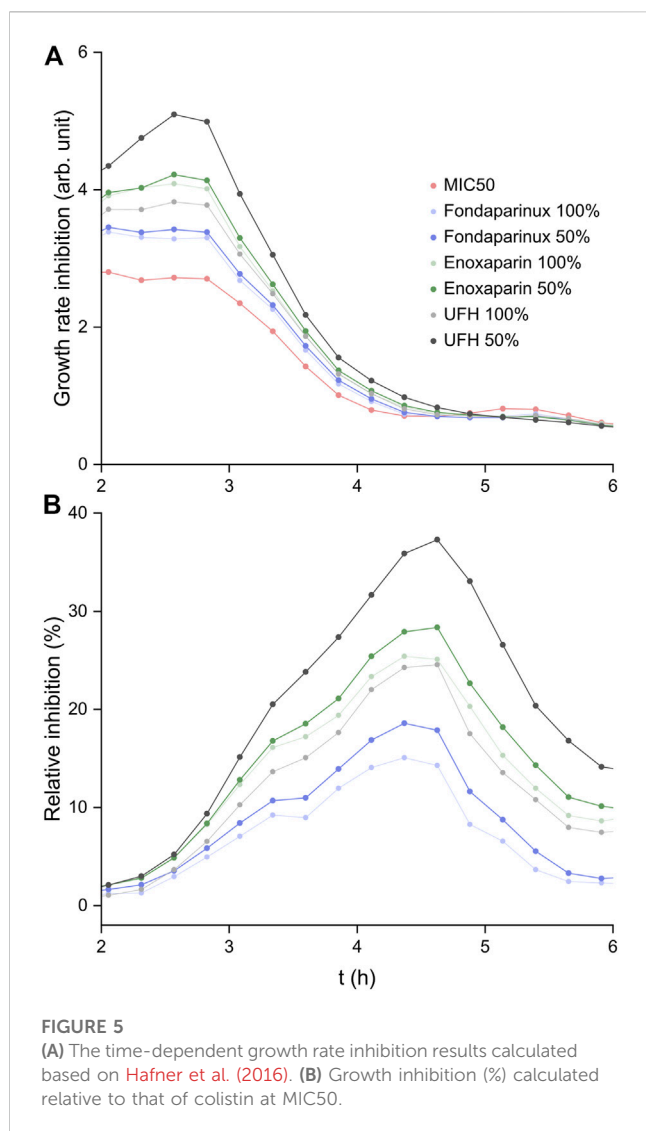 A
6
4
2
0
Growth rate inhibition (arb. unit)
MIC50
Fondaparinux 100%
Fondaparinux 50%
Enoxaparin 100%
Enoxaparin 50%
UFH 100%
UFH 50%
2 3 4 5 6
B
40
30
20
10
0
Relative inhibition (%)
2 3 4 5 6
t (h)
FIGURE 5
(A) The time-dependent growth rate inhibition results calculated
based on Hafner et al. (2016). (B) Growth inhibition (%) calculated
relative to that of colistin at MIC50.